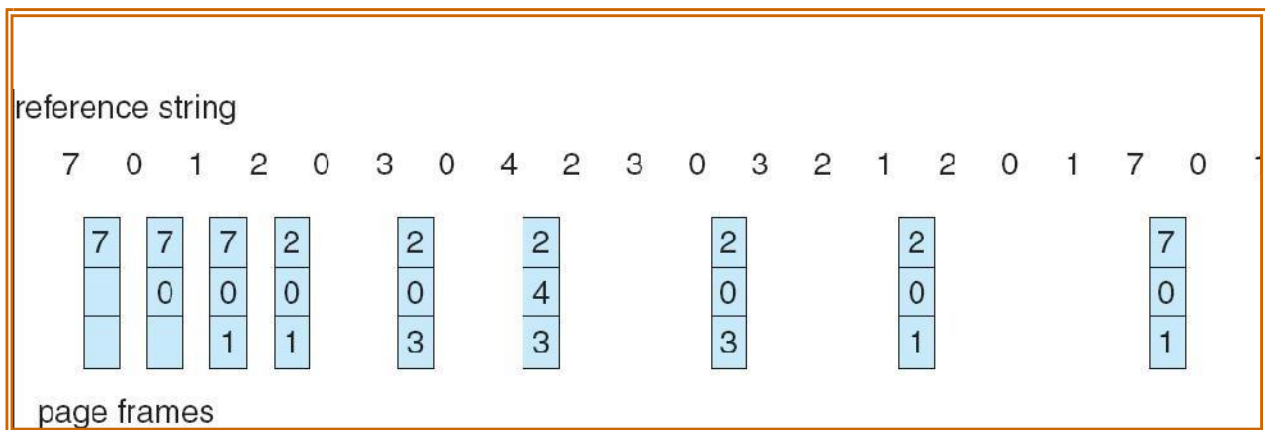 reference string
7 0 1 2 0 3 0 4 2 3 0 3 2 1 2 0 1 7 0 1
7 7 7 2 2 2 2 2 7
0 0 0 0 4 0 0 0
1 1 3 3 3 1 1
page frames